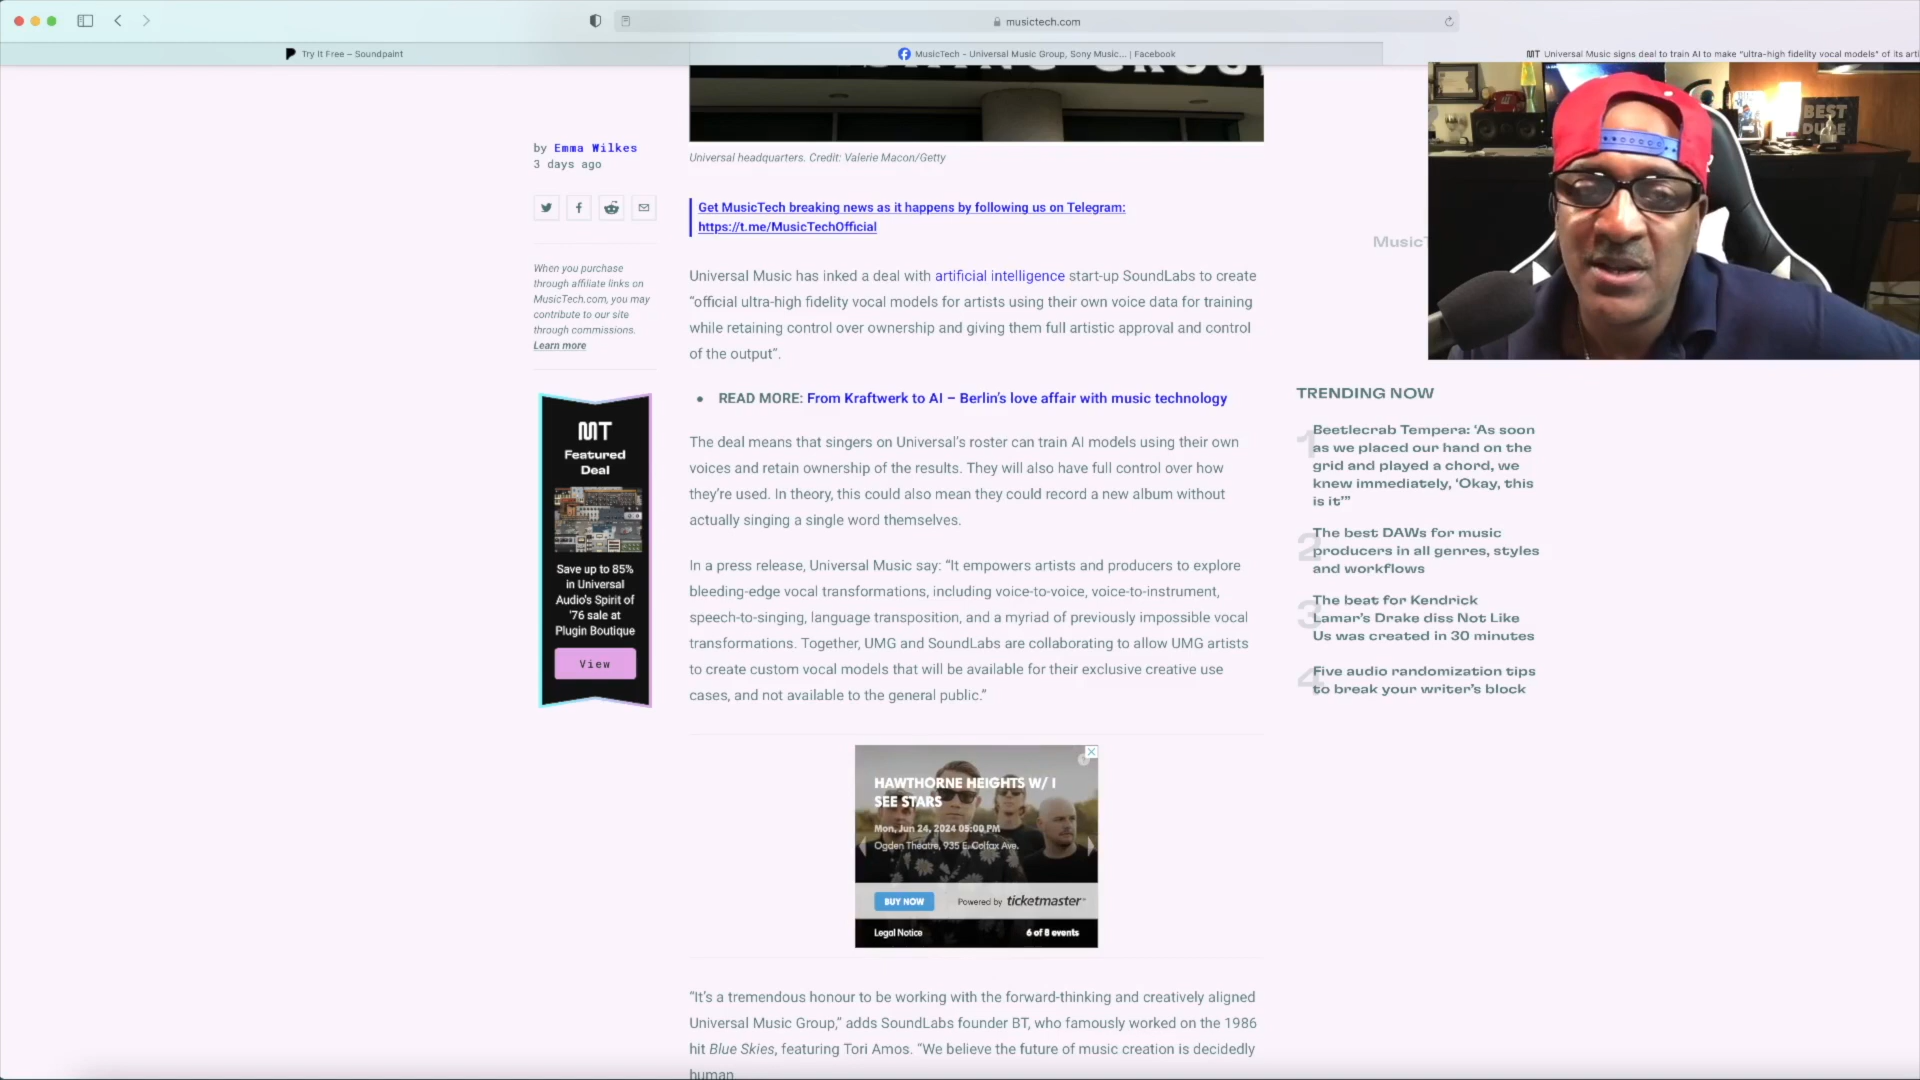 musictech.com
Try It Free – Soundpaint
MusicTech - Universal Music Group, Sony Music... | Facebook
Universal Music signs deal to train AI to make "ultra-high fidelity vocal models" of its arti
by Emma Wilkes
3 days ago
When you purchase
through affiliate links on
MusicTech.com, you may
contribute to our site
through commissions.
Learn more
MT
Featured
Deal
Save up to 85%
in Universal
Audio's Spirit of
'76 sale at
Plugin Boutique
View
Universal headquarters. Credit: Valerie Macon/Getty
Get MusicTech breaking news as it happens by following us on Telegram:
https://t.me/MusicTechOfficial
Universal Music has inked a deal with artificial intelligence start-up SoundLabs to create
“official ultra-high fidelity vocal models for artists using their own voice data for training
while retaining control over ownership and giving them full artistic approval and control
of the output”.
• READ MORE: From Kraftwerk to AI – Berlin’s love affair with music technology
The deal means that singers on Universal’s roster can train AI models using their own
voices and retain ownership of the results. They will also have full control over how
they’re used. In theory, this could also mean they could record a new album without
actually singing a single word themselves.
In a press release, Universal Music say: “It empowers artists and producers to explore
bleeding-edge vocal transformations, including voice-to-voice, voice-to-instrument,
speech-to-singing, language transposition, and a myriad of previously impossible vocal
transformations. Together, UMG and SoundLabs are collaborating to allow UMG artists
to create custom vocal models that will be available for their exclusive creative use
cases, and not available to the general public.”
HAWTHORNE HEIGHTS W/ I
SEE STARS
Mon, Jun 24, 2024 05:00 PM
Ogden Theatre, 935 E. Colfax Ave.
BUY NOW
Powered by ticketmaster
Legal Notice
6 of 8 events
“It’s a tremendous honour to be working with the forward-thinking and creatively aligned
Universal Music Group,” adds SoundLabs founder BT, who famously worked on the 1986
hit Blue Skies, featuring Tori Amos. “We believe the future of music creation is decidedly
human.
MusicT
BEST
DUDE
TRENDING NOW
1
Beetlecrab Tempera: ‘As soon
as we placed our hand on the
grid and played a chord, we
knew immediately, ‘Okay, this
is it’”
2
The best DAWs for music
producers in all genres, styles
and workflows
3
The beat for Kendrick
Lamar’s Drake diss Not Like
Us was created in 30 minutes
4
Five audio randomization tips
to break your writer’s block